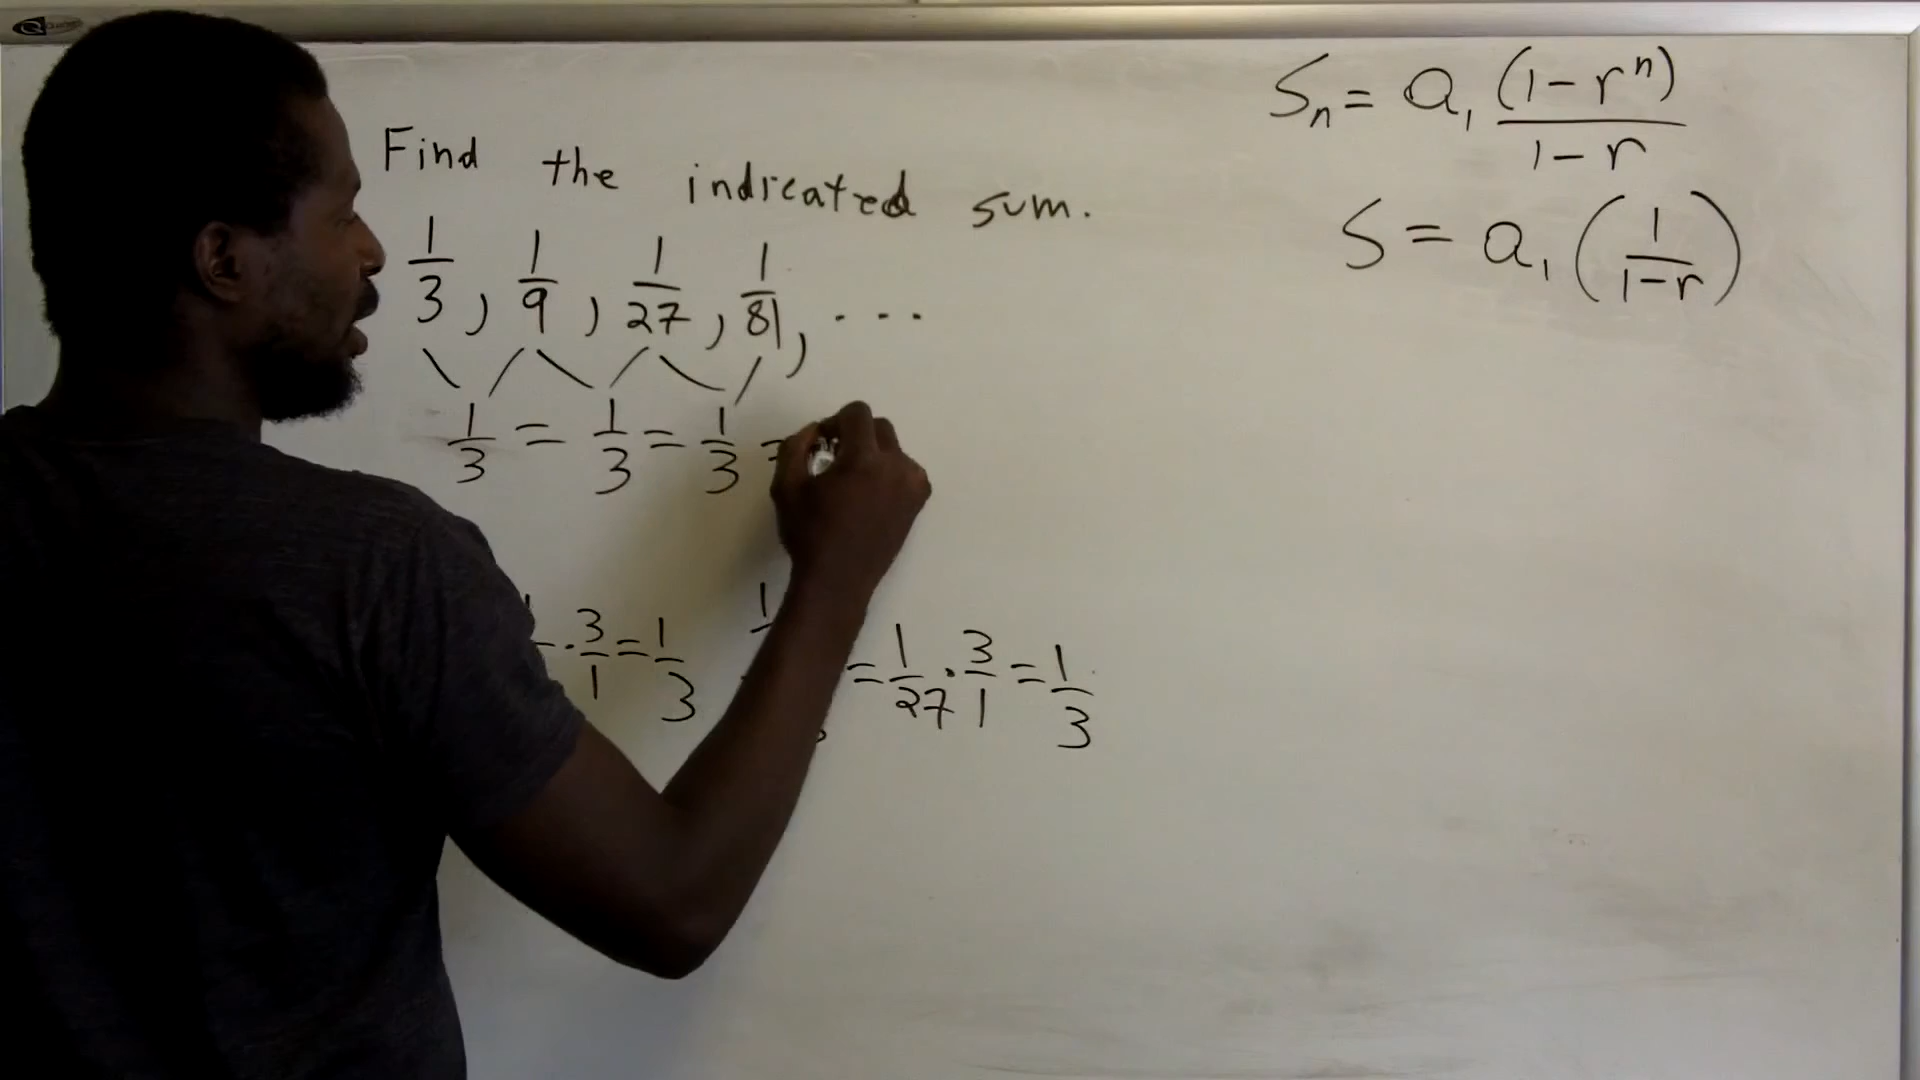 Find the indicated sum.
1/3, 1/9, 1/27, 1/81, ...
1/3 = 1/3 = 1/3 =
· 3/1 = 1/3
= 1/27 · 3/1 = 1/3
Sₙ = a₁ (1 - rⁿ)/(1 - r)
S = a₁ (1/(1-r))